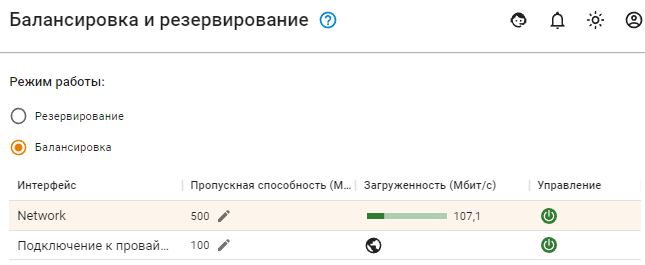 Балансировка и резервирование
Режим работы:
Резервирование
Балансировка
Интерфейс Пропускная способность (М... Загруженность (Мбит/с) Управление
Network 500 107,1
Подключение к провай... 100